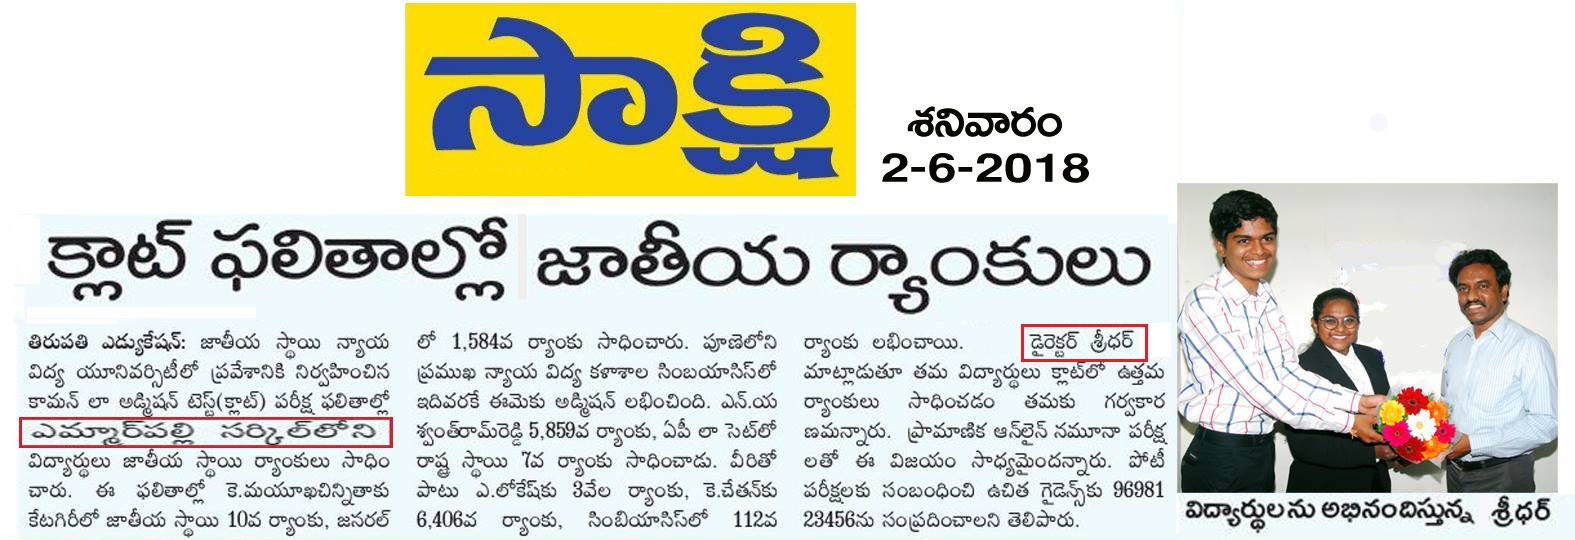 సాక్షి
శనివారం
2-6-2018
క్లాట్ ఫలితాల్లో జాతీయ ర్యాంకులు
తిరుపతి ఎడ్యుకేషన్: జాతీయ స్థాయి న్యాయ
విద్య యూనివర్సిటీలో ప్రవేశానికి నిర్వహించిన
కామన్ లా అడ్మిషన్ టెస్ట్(క్లాట్) పరీక్ష ఫలితాల్లో
ఎమ్మార్‌పల్లి సర్కిల్‌లోని
విద్యార్థులు జాతీయ స్థాయి ర్యాంకులు సాధిం
చారు. ఈ ఫలితాల్లో కె.మయూఖచిన్నితాకు
కేటగిరీలో జాతీయ స్థాయి 10వ ర్యాంకు, జనరల్
లో 1,584వ ర్యాంకు సాధించారు. పూణెలోని
ప్రముఖ న్యాయ విద్య కళాశాల సింబయాసిస్‌లో
ఇదివరకే ఈమెకు అడ్మిషన్ లభించింది. ఎన్.య
శ్వంత్‌రామ్‌రెడ్డి 5,859వ ర్యాంకు, ఏపీ లా సెట్‌లో
రాష్ట్ర స్థాయి 7వ ర్యాంకు సాధించాడు. వీరితో
పాటు ఎ.లోకేష్‌కు 3వేల ర్యాంకు, కె.చేతన్‌కు
6,406వ ర్యాంకు, సింబియాసిస్‌లో 112వ
ర్యాంకు లభించాయి. డైరెక్టర్ శ్రీధర్
మాట్లాడుతూ తమ విద్యార్థులు క్లాట్‌లో ఉత్తమ
ర్యాంకులు సాధించడం తమకు గర్వకార
ణమన్నారు. ప్రామాణిక ఆన్‌లైన్ నమూనా పరీక్ష
లతో ఈ విజయం సాధ్యమైందన్నారు. పోటీ
పరీక్షలకు సంబంధించి ఉచిత గైడెన్స్‌కు 96981
23456ను సంప్రదించాలని తెలిపారు.
విద్యార్థులను అభినందిస్తున్న శ్రీధర్